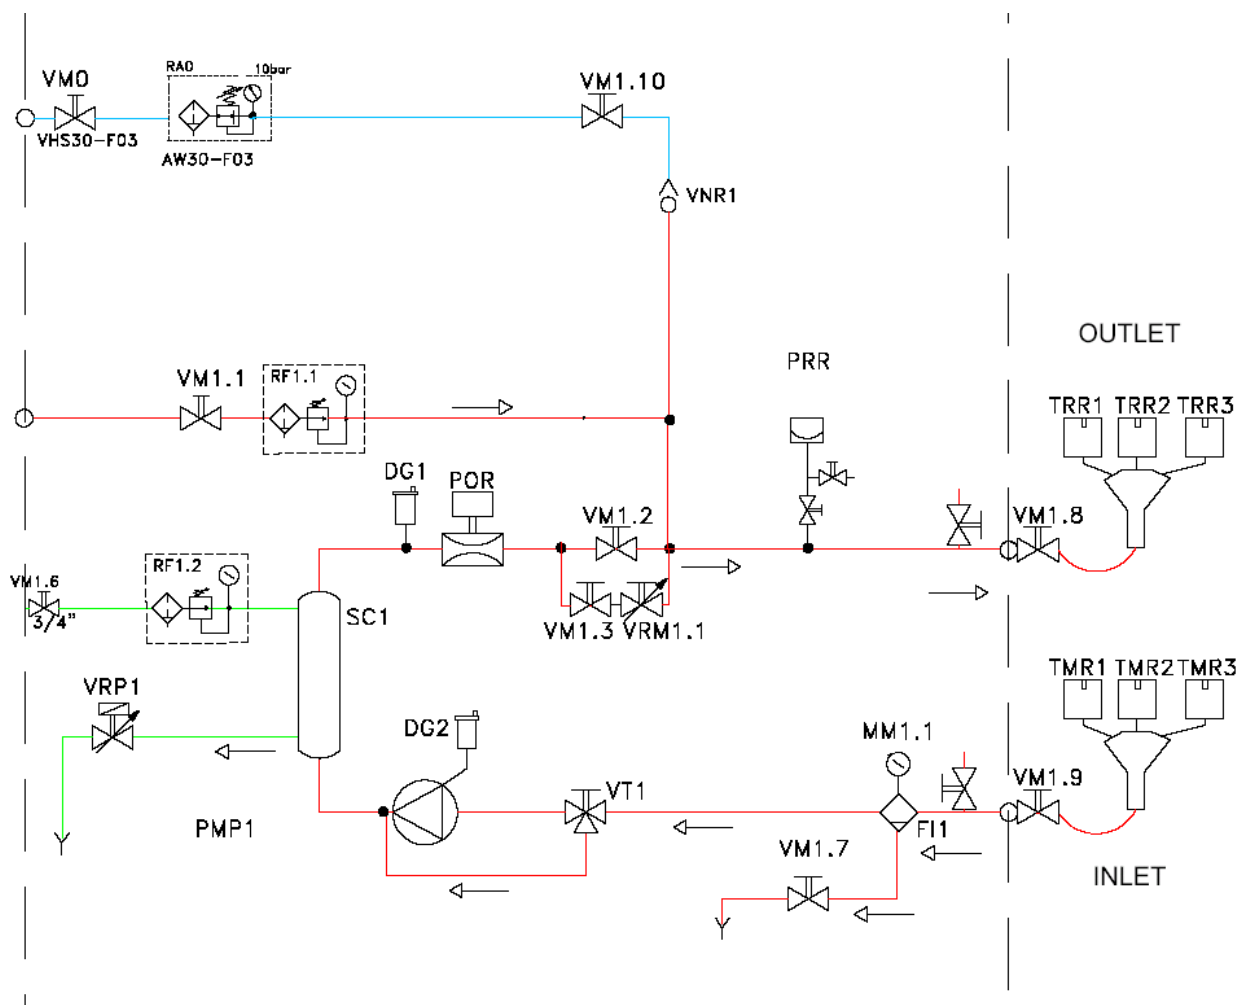 RA0
10bar
VM0
VM1.10
VHS30-F03
AW30-F03
VNR1
OUTLET
PRR
RF1.1
VM1.1
TRR1 TRR2 TRR3
DG1
POR
VM1.2
VM1.8
RF1.2
VM1.6
3/4"
SC1
VM1.3 VRM1.1
TMR1 TMR2 TMR3
VRP1
DG2
MM1.1
VM1.9
VT1
PMP1
FI1
VM1.7
INLET